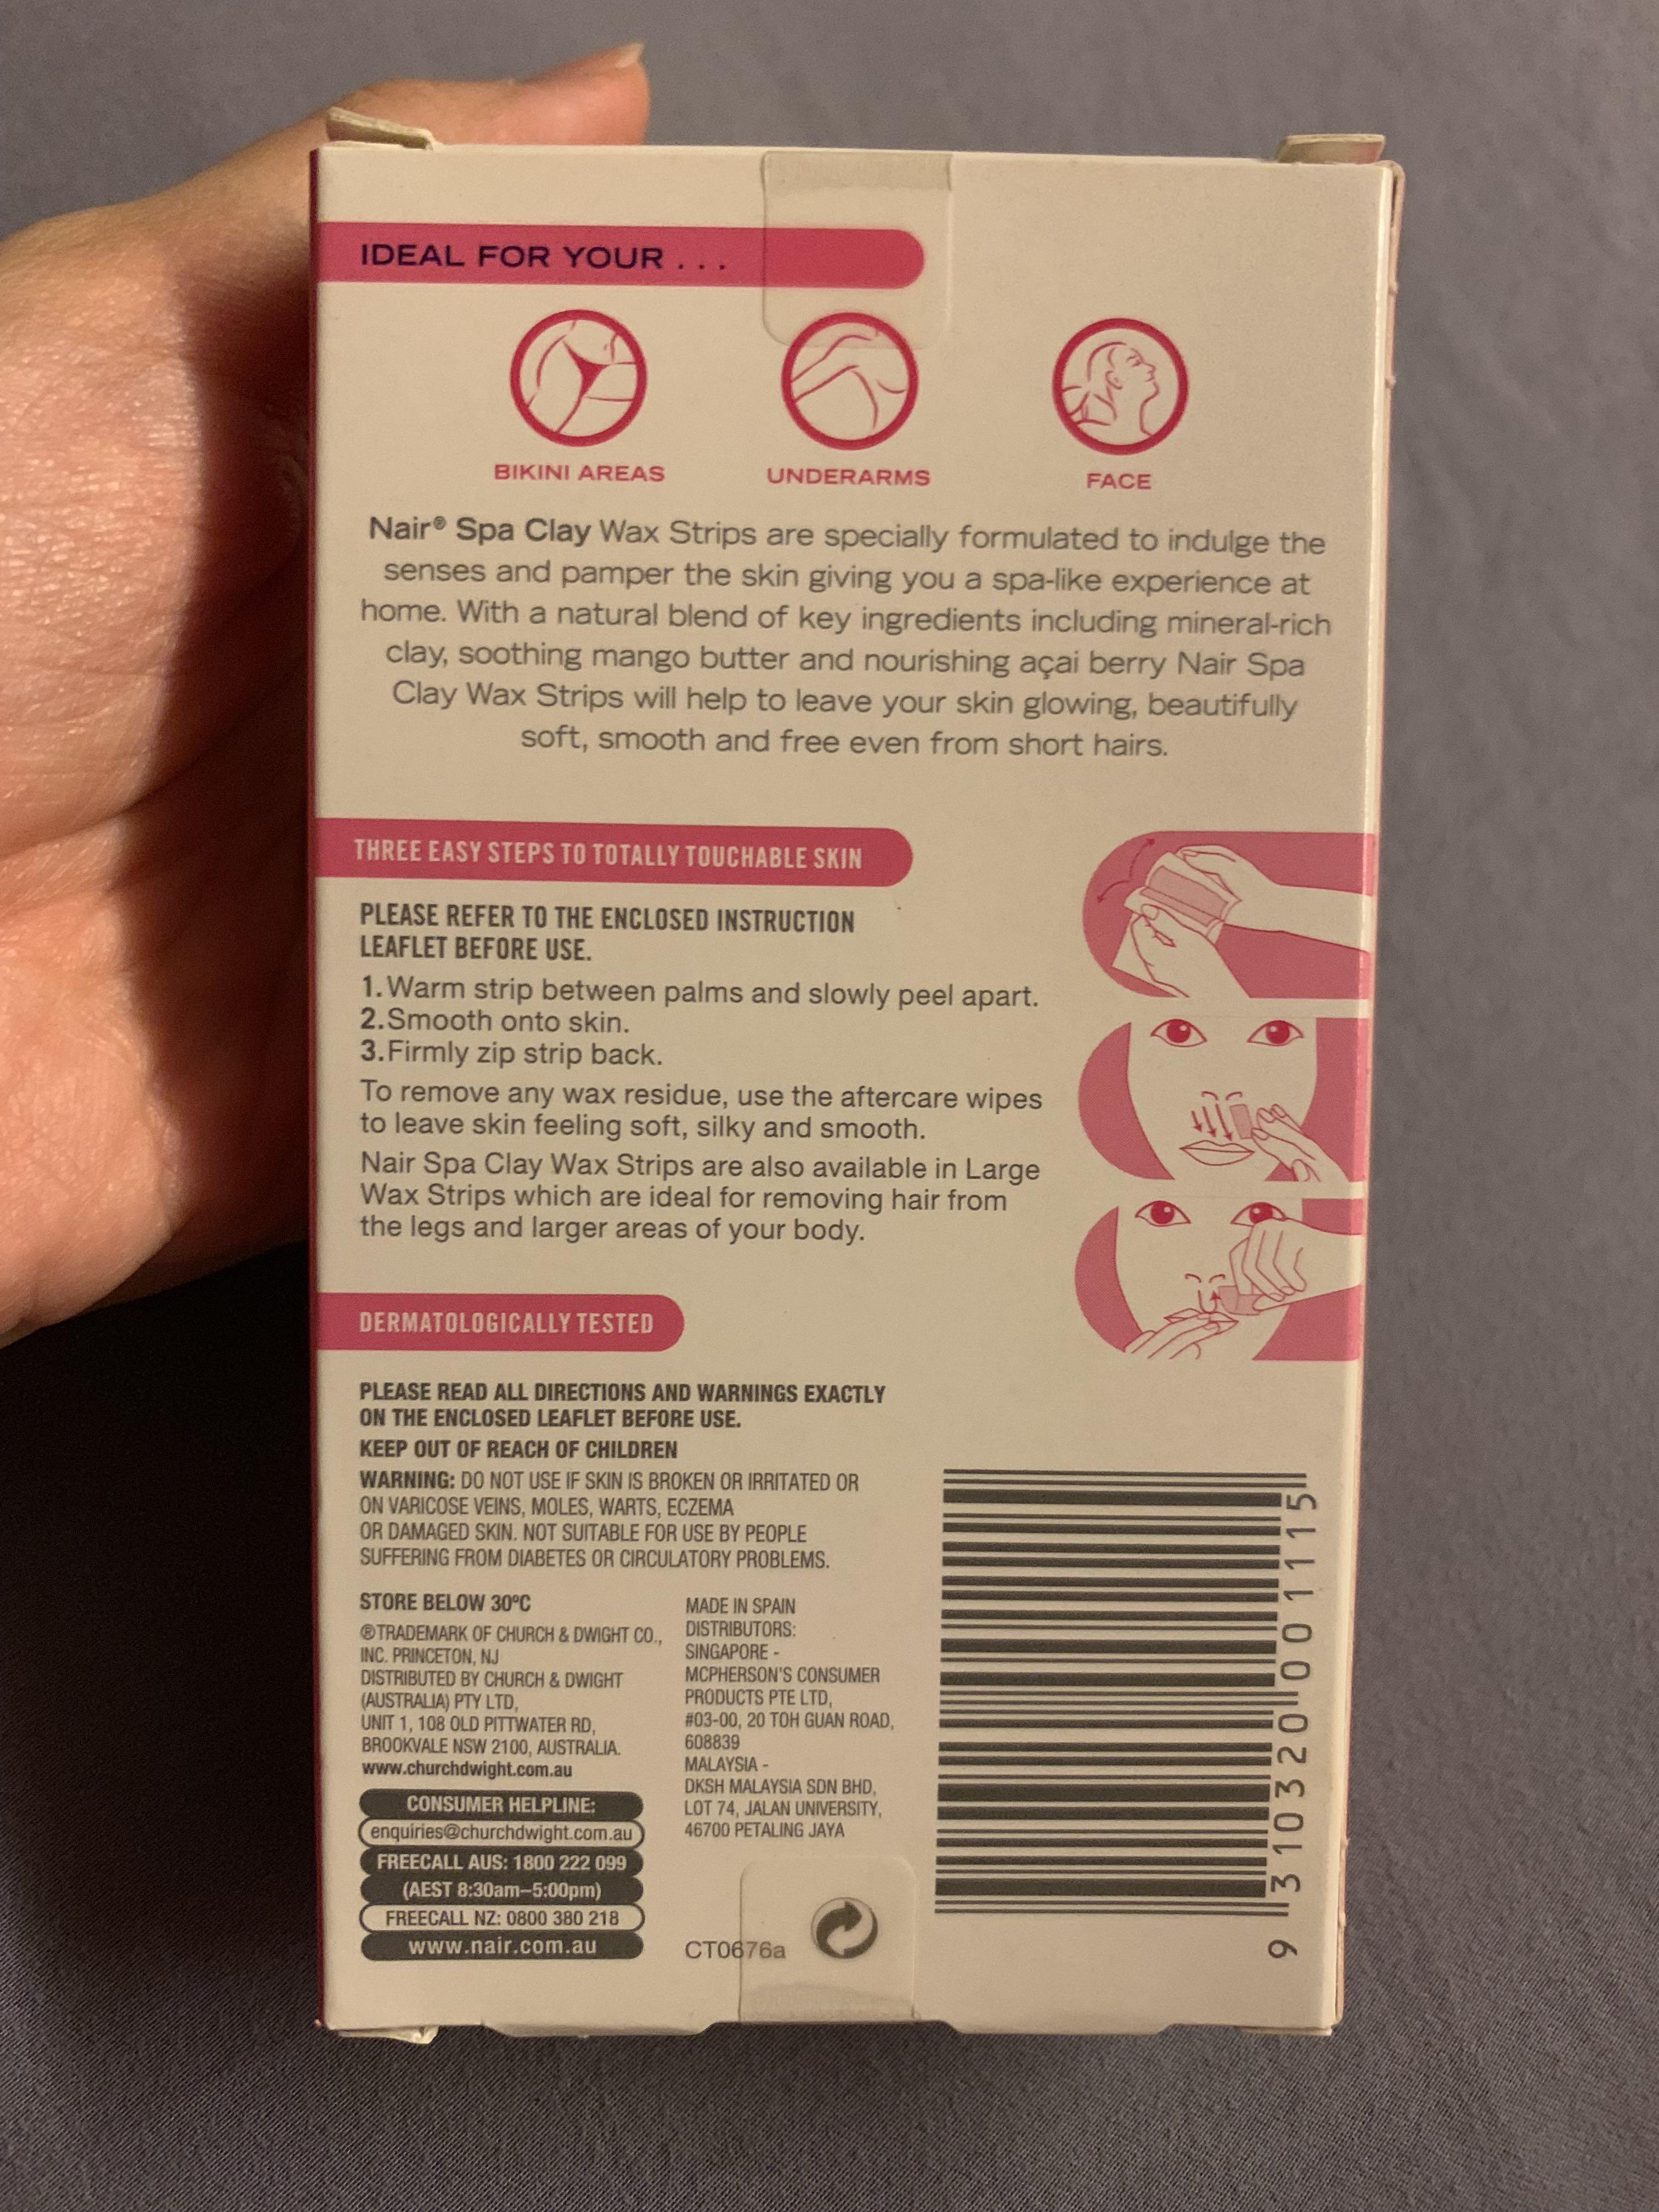 IDEAL FOR YOUR . . .
BIKINI AREAS
UNDERARMS
FACE
Nair® Spa Clay Wax Strips are specially formulated to indulge the
senses and pamper the skin giving you a spa-like experience at
home. With a natural blend of key ingredients including mineral-rich
clay, soothing mango butter and nourishing açai berry Nair Spa
Clay Wax Strips will help to leave your skin glowing, beautifully
soft, smooth and free even from short hairs.
THREE EASY STEPS TO TOTALLY TOUCHABLE SKIN
PLEASE REFER TO THE ENCLOSED INSTRUCTION
LEAFLET BEFORE USE.
1. Warm strip between palms and slowly peel apart.
2. Smooth onto skin.
3. Firmly zip strip back.
To remove any wax residue, use the aftercare wipes
to leave skin feeling soft, silky and smooth.
Nair Spa Clay Wax Strips are also available in Large
Wax Strips which are ideal for removing hair from
the legs and larger areas of your body.
DERMATOLOGICALLY TESTED
PLEASE READ ALL DIRECTIONS AND WARNINGS EXACTLY
ON THE ENCLOSED LEAFLET BEFORE USE.
KEEP OUT OF REACH OF CHILDREN
WARNING: DO NOT USE IF SKIN IS BROKEN OR IRRITATED OR
ON VARICOSE VEINS, MOLES, WARTS, ECZEMA
OR DAMAGED SKIN. NOT SUITABLE FOR USE BY PEOPLE
SUFFERING FROM DIABETES OR CIRCULATORY PROBLEMS.
STORE BELOW 30ºC
®TRADEMARK OF CHURCH & DWIGHT CO.,
INC. PRINCETON, NJ
DISTRIBUTED BY CHURCH & DWIGHT
(AUSTRALIA) PTY LTD,
UNIT 1, 108 OLD PITTWATER RD,
BROOKVALE NSW 2100, AUSTRALIA.
www.churchdwight.com.au
CONSUMER HELPLINE:
enquiries@churchdwight.com.au
FREECALL AUS: 1800 222 099
(AEST 8:30am–5:00pm)
FREECALL NZ: 0800 380 218
www.nair.com.au
MADE IN SPAIN
DISTRIBUTORS:
SINGAPORE -
MCPHERSON'S CONSUMER
PRODUCTS PTE LTD,
#03-00, 20 TOH GUAN ROAD,
608839
MALAYSIA -
DKSH MALAYSIA SDN BHD,
LOT 74, JALAN UNIVERSITY,
46700 PETALING JAYA
CT0676a
9 310320 001115